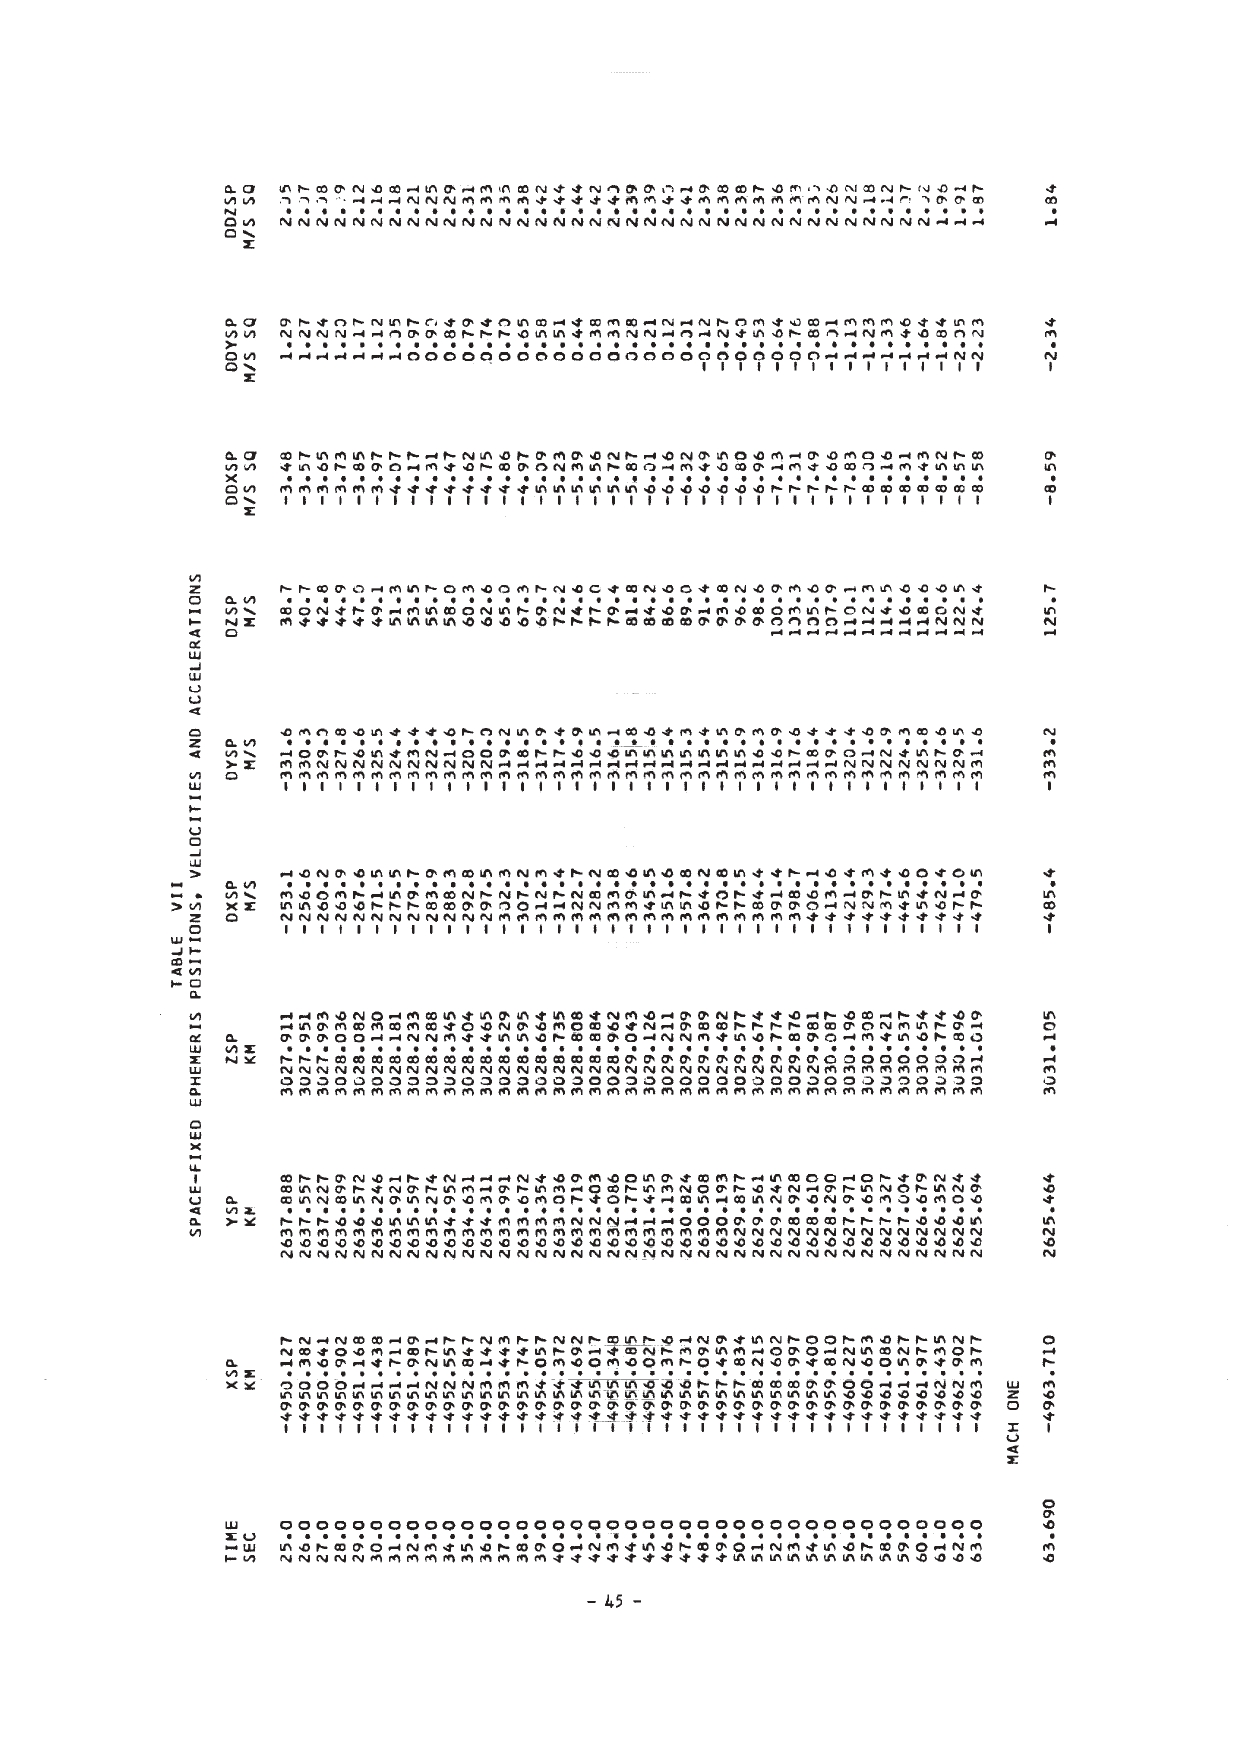 TABLE VII
SPACE-FIXED EPHEMERIS POSITIONS, VELOCITIES AND ACCELERATIONS
TIME XSP YSP ZSP DXSP DYSP DZSP DDXSP DDYSP DDZSP
SEC KM KM KM M/S M/S M/S M/S SQ M/S SQ M/S SQ
25.0 -4950.127 2637.888 3027.911 -253.1 -331.6 38.7 -3.48 1.29 2.05
26.0 -4950.382 2637.557 3027.951 -256.6 -330.3 40.7 -3.57 1.27 2.07
27.0 -4950.641 2637.227 3027.993 -260.2 -329.0 42.8 -3.65 1.24 2.08
28.0 -4950.902 2636.899 3028.036 -263.9 -327.8 44.9 -3.73 1.20
29.0 -4951.168 2636.572 3028.082 -267.6 -326.6 47.0 -3.85 1.17 2.12
30.0 -4951.438 2636.246 3028.130 -271.5 -325.5 49.1 -3.97 1.12 2.16
31.0 -4951.711 2635.921 3028.181 -275.5 -324.4 51.3 -4.07 1.05 2.18
32.0 -4951.989 2635.597 3028.233 -279.7 -323.4 53.5 -4.17 0.97 2.21
33.0 -4952.271 2635.274 3028.288 -283.9 -322.4 55.7 -4.31 0.90 2.25
34.0 -4952.557 2634.952 3028.345 -288.3 -321.6 58.0 -4.47 0.84 2.29
35.0 -4952.847 2634.631 3028.404 -292.8 -320.7 60.3 -4.62 0.79 2.31
36.0 -4953.142 2634.311 3028.465 -297.5 -320.0 62.6 -4.75 0.74 2.33
37.0 -4953.443 2633.991 3028.529 -302.3 -319.2 65.0 -4.86 0.70 2.35
38.0 -4953.747 2633.672 3028.595 -307.2 -318.5 67.3 -4.97 0.65 2.38
39.0 -4954.057 2633.354 3028.664 -312.3 -317.9 69.7 -5.09 0.58 2.42
40.0 -4954.372 2633.036 3028.735 -317.4 -317.4 72.2 -5.23 0.51 2.44
41.0 -4954.692 2632.719 3028.808 -322.7 -316.9 74.6 -5.39 0.44 2.44
42.0 -4955.017 2632.403 3028.884 -328.2 -316.5 77.0 -5.56 0.38 2.42
43.0 -4955.348 2632.086 3028.962 -333.8 -316.1 79.4 -5.72 0.33 2.40
44.0 -4955.685 2631.770 3029.043 -339.6 -315.8 81.8 -5.87 0.28 2.39
45.0 -4956.027 2631.455 3029.126 -345.5 -315.6 84.2 -6.01 0.21 2.39
46.0 -4956.376 2631.139 3029.211 -351.6 -315.4 86.6 -6.16 0.12 2.40
47.0 -4956.731 2630.824 3029.299 -357.8 -315.3 89.0 -6.32 0.01 2.41
48.0 -4957.092 2630.508 3029.389 -364.2 -315.4 91.4 -6.49 -0.12 2.39
49.0 -4957.459 2630.193 3029.482 -370.8 -315.5 93.8 -6.65 -0.27 2.38
50.0 -4957.834 2629.877 3029.577 -377.5 -315.9 96.2 -6.80 -0.40 2.38
51.0 -4958.215 2629.561 3029.674 -384.4 -316.3 98.6 -6.96 -0.53 2.37
52.0 -4958.602 2629.245 3029.774 -391.4 -316.9 100.9 -7.13 -0.64 2.36
53.0 -4958.997 2628.928 3029.876 -398.7 -317.6 103.3 -7.31 -0.76 2.33
54.0 -4959.400 2628.610 3029.981 -406.1 -318.4 105.6 -7.49 -0.88 2.30
55.0 -4959.810 2628.290 3030.087 -413.6 -319.4 107.9 -7.66 -1.01 2.26
56.0 -4960.227 2627.971 3030.196 -421.4 -320.4 110.1 -7.83 -1.13 2.22
57.0 -4960.653 2627.650 3030.308 -429.3 -321.6 112.3 -8.00 -1.23 2.18
58.0 -4961.086 2627.327 3030.421 -437.4 -322.9 114.5 -8.16 -1.33 2.12
59.0 -4961.527 2627.004 3030.537 -445.6 -324.3 116.6 -8.31 -1.46 2.07
60.0 -4961.977 2626.679 3030.654 -454.0 -325.8 118.6 -8.43 -1.64 2.02
61.0 -4962.435 2626.352 3030.774 -462.4 -327.6 120.6 -8.52 -1.84 1.96
62.0 -4962.902 2626.024 3030.896 -471.0 -329.5 122.5 -8.57 -2.05 1.91
63.0 -4963.377 2625.694 3031.019 -479.5 -331.6 124.4 -8.58 -2.23 1.87
MACH ONE
63.690 -4963.710 2625.464 3031.105 -485.4 -333.2 125.7 -8.59 -2.34 1.84
- 45 -